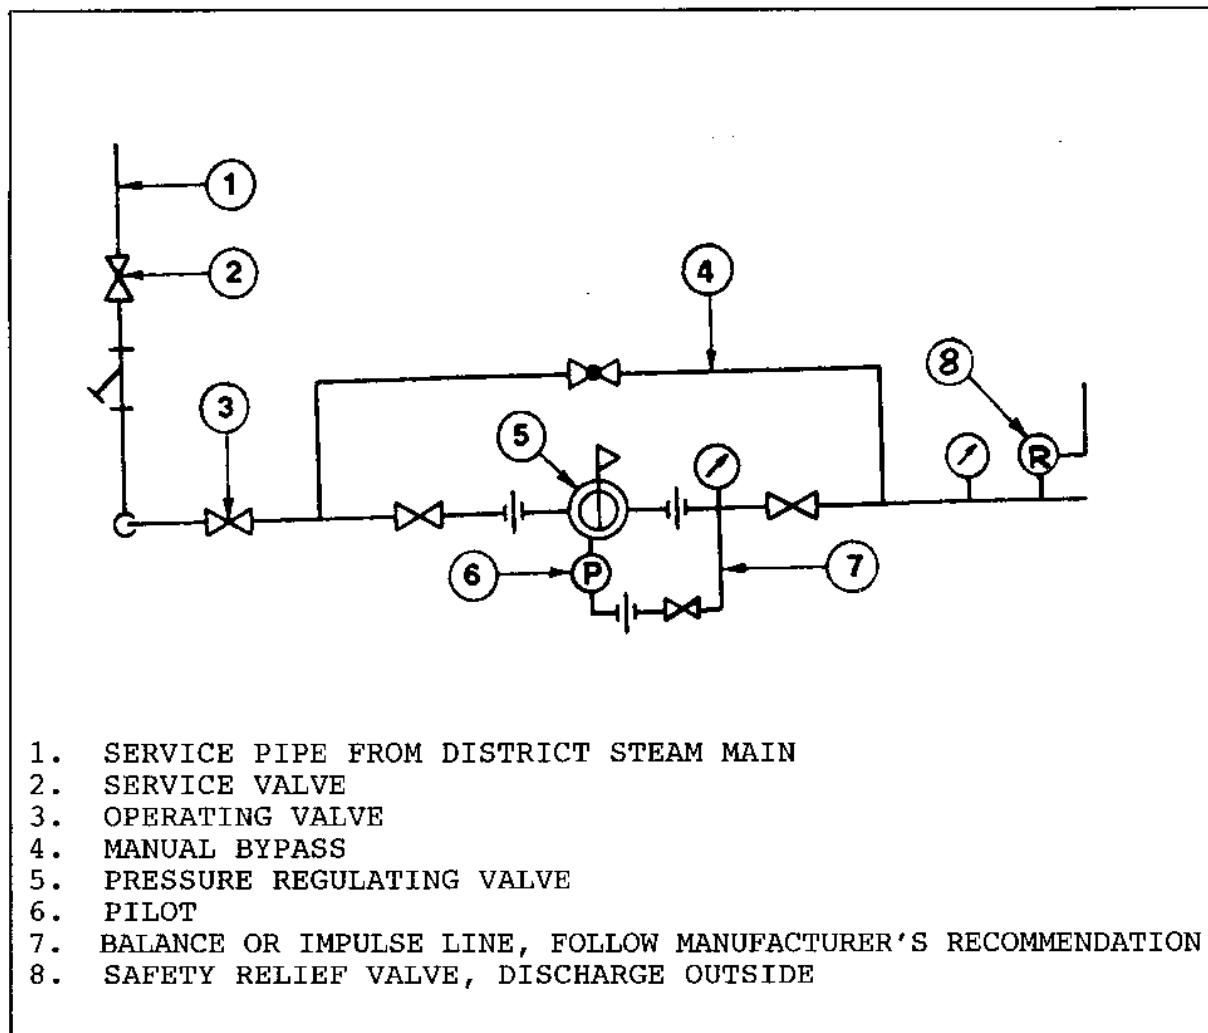 1
2
3
4
5
6
7
8
P
R
1. SERVICE PIPE FROM DISTRICT STEAM MAIN
2. SERVICE VALVE
3. OPERATING VALVE
4. MANUAL BYPASS
5. PRESSURE REGULATING VALVE
6. PILOT
7. BALANCE OR IMPULSE LINE, FOLLOW MANUFACTURER'S RECOMMENDATION
8. SAFETY RELIEF VALVE, DISCHARGE OUTSIDE